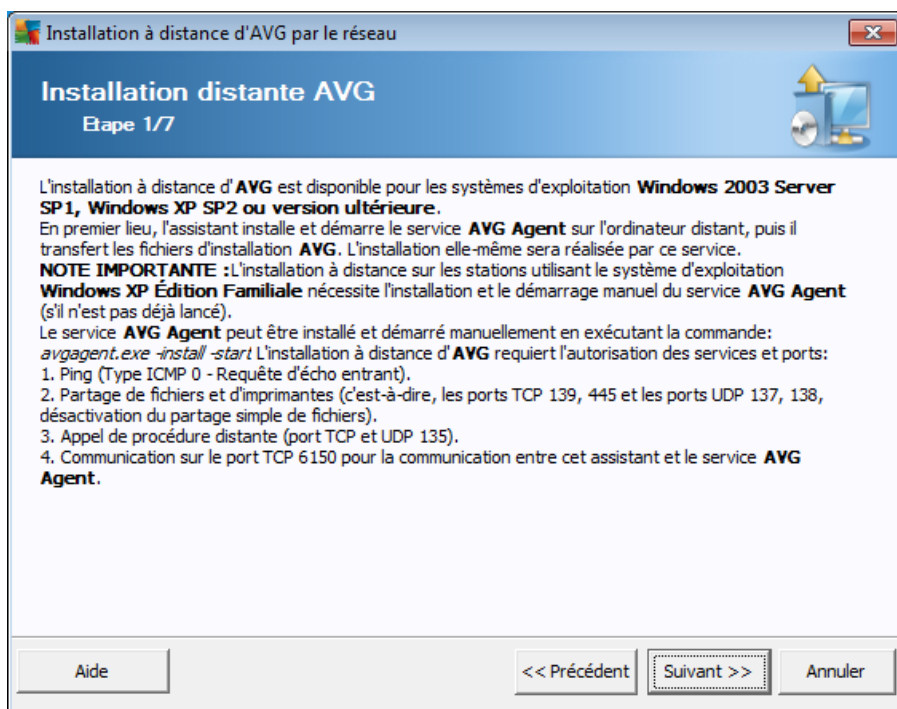 Installation à distance d'AVG par le réseau
Installation distante AVG
Etape 1/7
L'installation à distance d'AVG est disponible pour les systèmes d'exploitation Windows 2003 Server
SP1, Windows XP SP2 ou version ultérieure.
En premier lieu, l'assistant installe et démarre le service AVG Agent sur l'ordinateur distant, puis il
transfert les fichiers d'installation AVG. L'installation elle-même sera réalisée par ce service.
NOTE IMPORTANTE :L'installation à distance sur les stations utilisant le système d'exploitation
Windows XP Édition Familiale nécessite l'installation et le démarrage manuel du service AVG Agent
(s'il n'est pas déjà lancé).
Le service AVG Agent peut être installé et démarré manuellement en exécutant la commande:
avgagent.exe -install -start L'installation à distance d'AVG requiert l'autorisation des services et ports:
1. Ping (Type ICMP 0 - Requête d'écho entrant).
2. Partage de fichiers et d'imprimantes (c'est-à-dire, les ports TCP 139, 445 et les ports UDP 137, 138,
désactivation du partage simple de fichiers).
3. Appel de procédure distante (port TCP et UDP 135).
4. Communication sur le port TCP 6150 pour la communication entre cet assistant et le service AVG
Agent.
Aide
<< Précédent
Suivant >>
Annuler